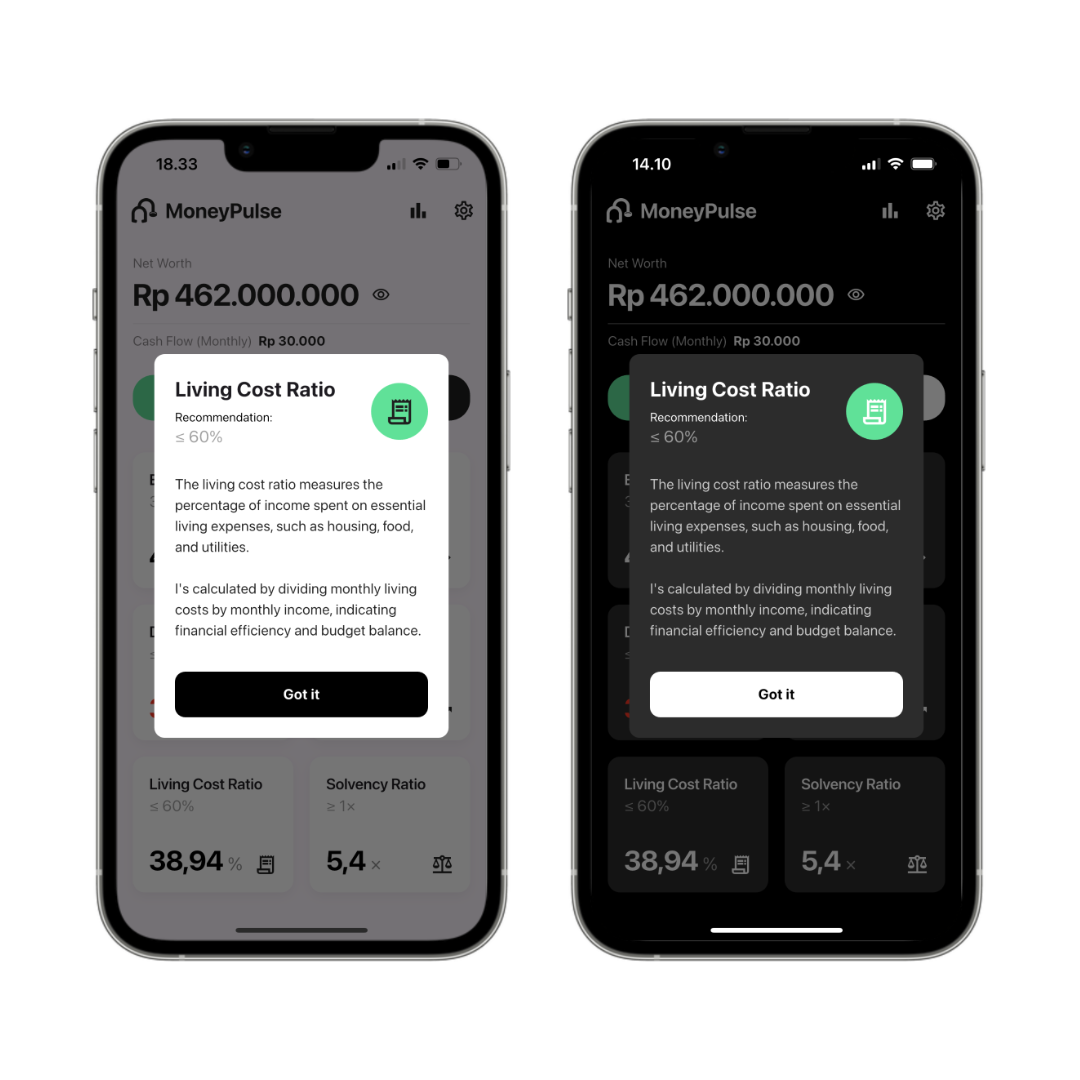 18.33
MoneyPulse
Net Worth
Rp 462.000.000
Cash Flow (Monthly) Rp 30.000
Living Cost Ratio
Recommendation:
≤ 60%
The living cost ratio measures the
percentage of income spent on essential
living expenses, such as housing, food,
and utilities.
I's calculated by dividing monthly living
costs by monthly income, indicating
financial efficiency and budget balance.
Got it
Living Cost Ratio
≤ 60%
38,94 %
Solvency Ratio
≥ 1×
5,4 ×
14.10
MoneyPulse
Net Worth
Rp 462.000.000
Cash Flow (Monthly) Rp 30.000
Living Cost Ratio
Recommendation:
≤ 60%
The living cost ratio measures the
percentage of income spent on essential
living expenses, such as housing, food,
and utilities.
I's calculated by dividing monthly living
costs by monthly income, indicating
financial efficiency and budget balance.
Got it
Living Cost Ratio
≤ 60%
38,94 %
Solvency Ratio
≥ 1×
5,4 ×